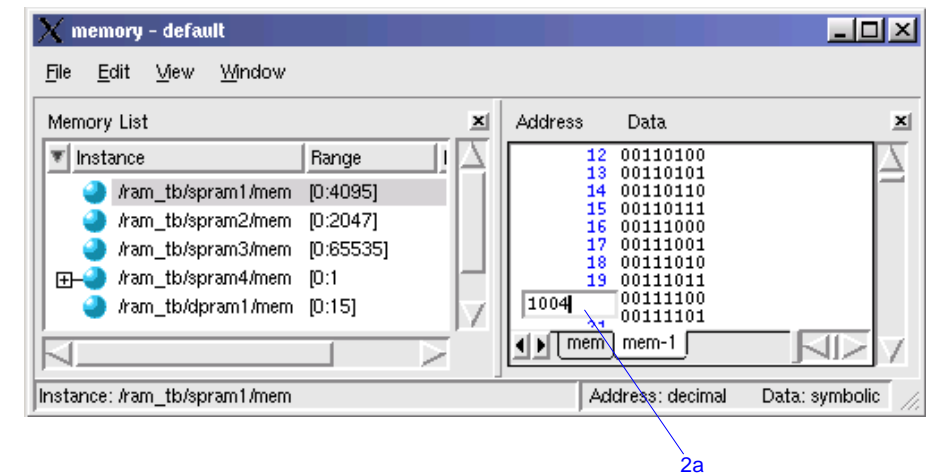 memory - default
File Edit View Window
Memory List
Instance Range
/ram_tb/spram1/mem [0:4095]
/ram_tb/spram2/mem [0:2047]
/ram_tb/spram3/mem [0:65535]
/ram_tb/spram4/mem [0:1
/ram_tb/dpram1/mem [0:15]
Address Data
12 00110100
13 00110101
14 00110110
15 00110111
16 00111000
17 00111001
18 00111010
19 00111011
1004 00111100
00111101
mem mem-1
Instance: /ram_tb/spram1/mem
Address: decimal Data: symbolic
2a